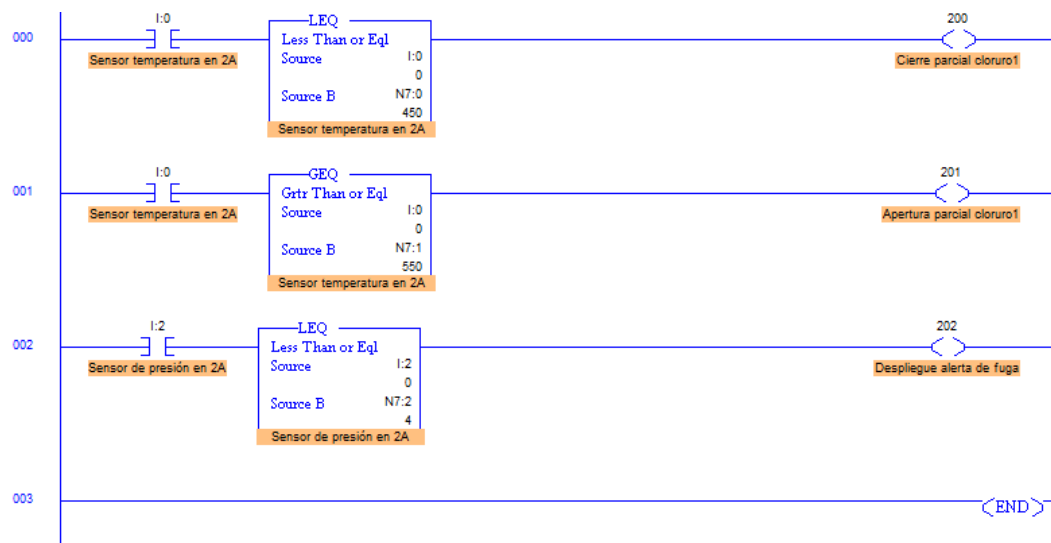 000
I:0
Sensor temperatura en 2A
LEQ
Less Than or Eql
Source I:0
0
Source B N7:0
450
Sensor temperatura en 2A
200
Cierre parcial cloruro1
001
I:0
Sensor temperatura en 2A
GEQ
Grtr Than or Eql
Source I:0
0
Source B N7:1
550
Sensor temperatura en 2A
201
Apertura parcial cloruro1
002
I:2
Sensor de presión en 2A
LEQ
Less Than or Eql
Source I:2
0
Source B N7:2
4
Sensor de presión en 2A
202
Despliegue alerta de fuga
003
END